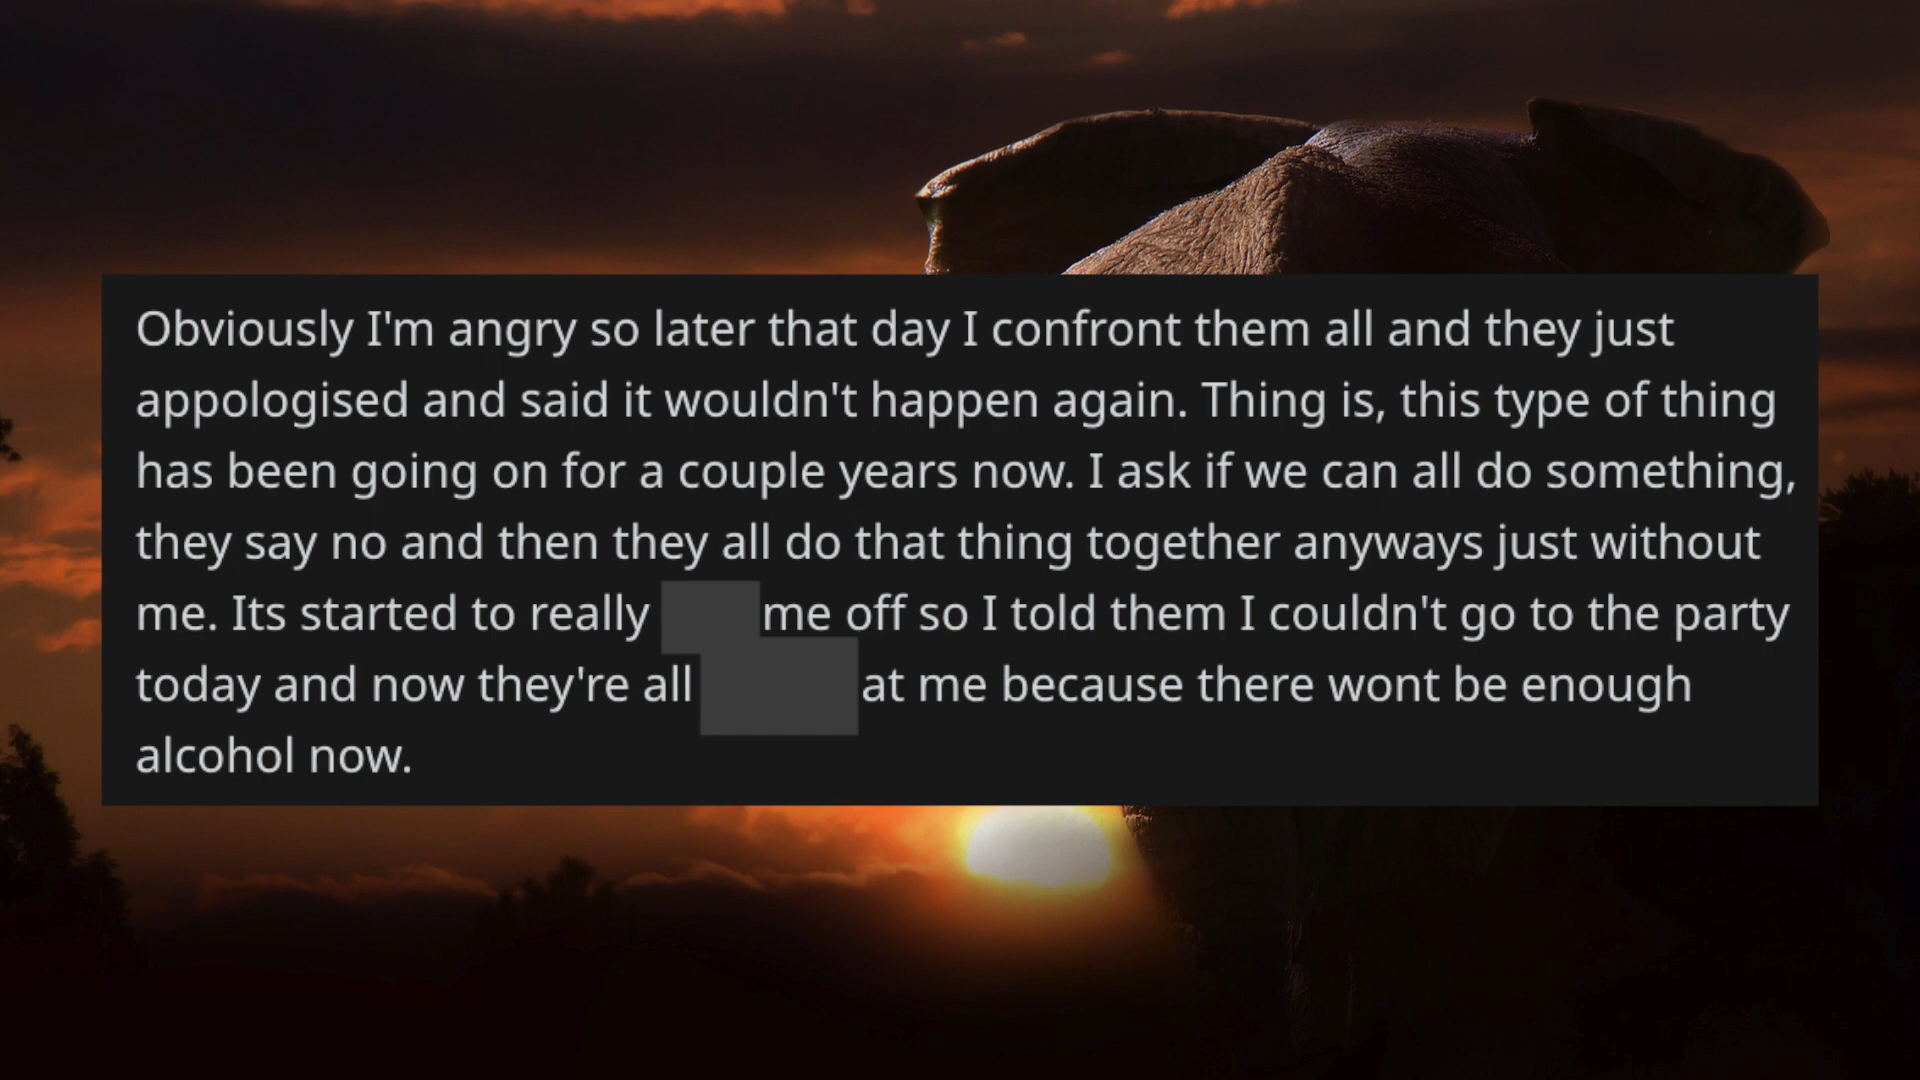 Obviously I'm angry so later that day I confront them all and they just
appologised and said it wouldn't happen again. Thing is, this type of thing
has been going on for a couple years now. I ask if we can all do something,
they say no and then they all do that thing together anyways just without
me. Its started to really me off so I told them I couldn't go to the party
today and now they're all at me because there wont be enough
alcohol now.